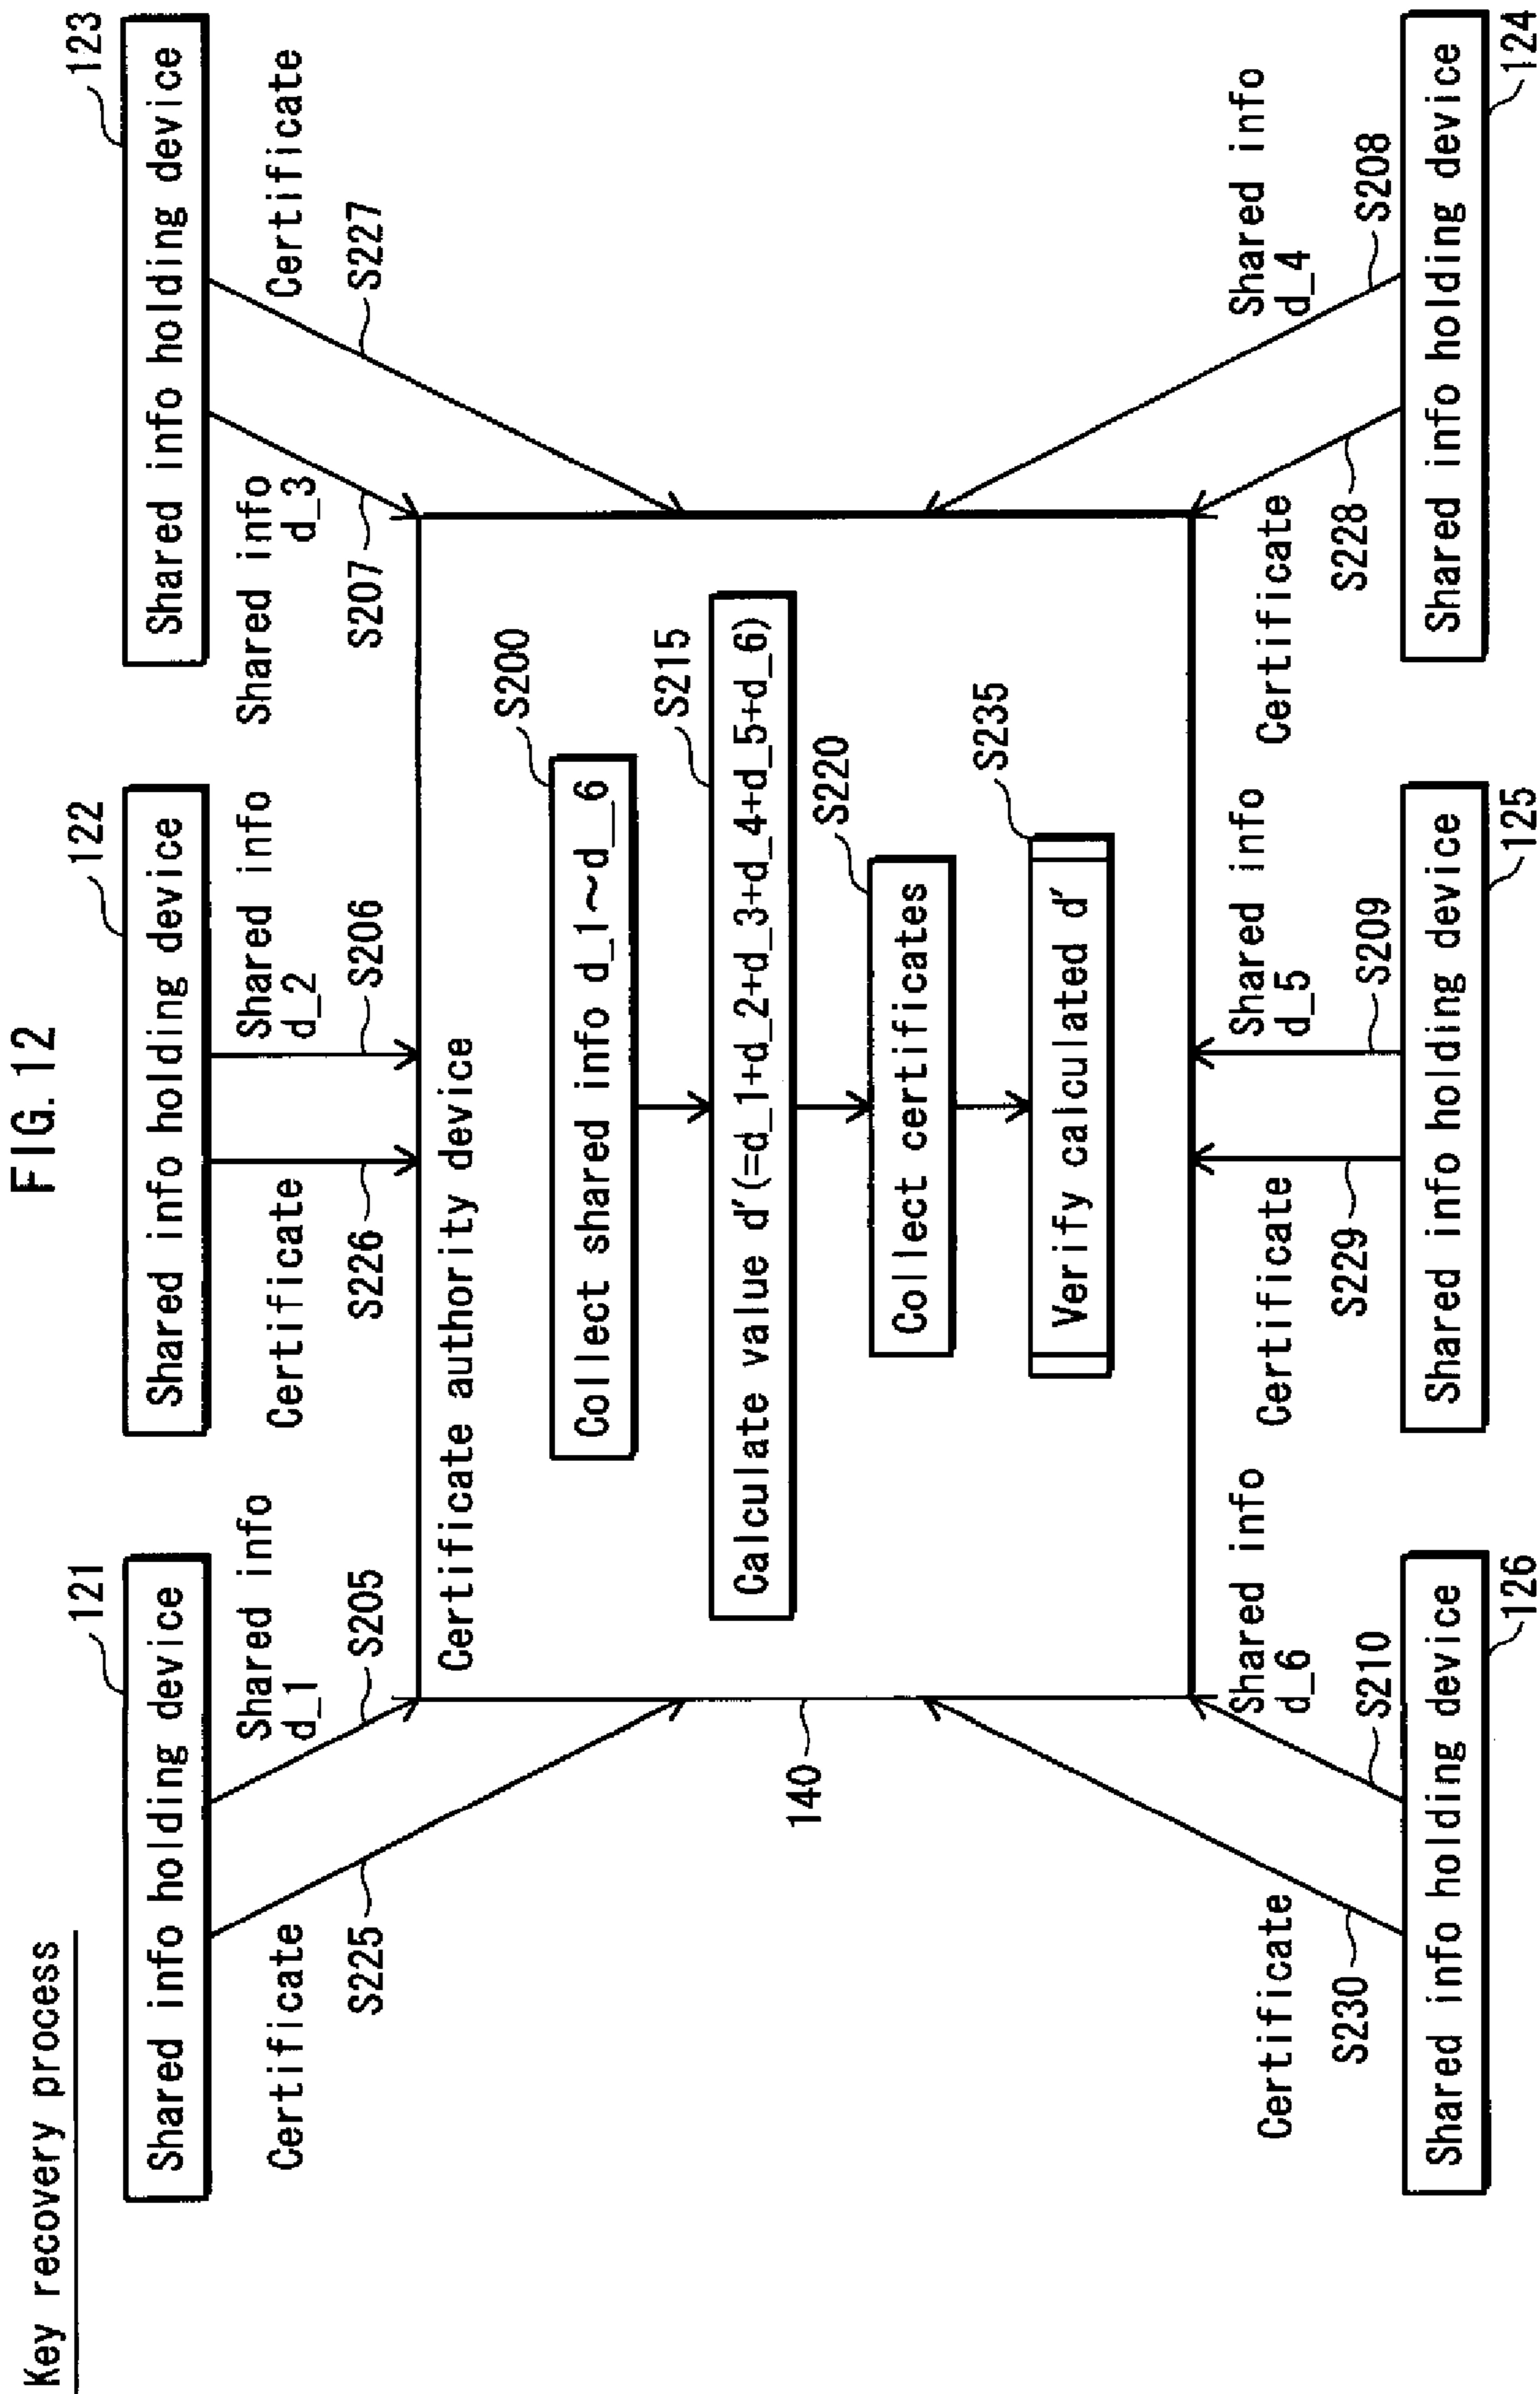 FIG. 12
Key recovery process
121
Shared info holding device
122
Shared info holding device
123
Shared info holding device
Certificate
S225
Shared info
d_1
S205
Certificate
S226
Shared info
d_2
S206
Shared info
d_3
S207
Certificate
S227
140
Certificate authority device
S200
Collect shared info d_1~d_6
S215
Calculate value d'(=d_1+d_2+d_3+d_4+d_5+d_6)
S220
Collect certificates
S235
Verify calculated d'
Certificate
S230
Shared info
d_6
S210
Certificate
S229
Shared info
d_5
S209
Certificate
S228
Shared info
d_4
S208
Shared info holding device
126
Shared info holding device
125
Shared info holding device
124